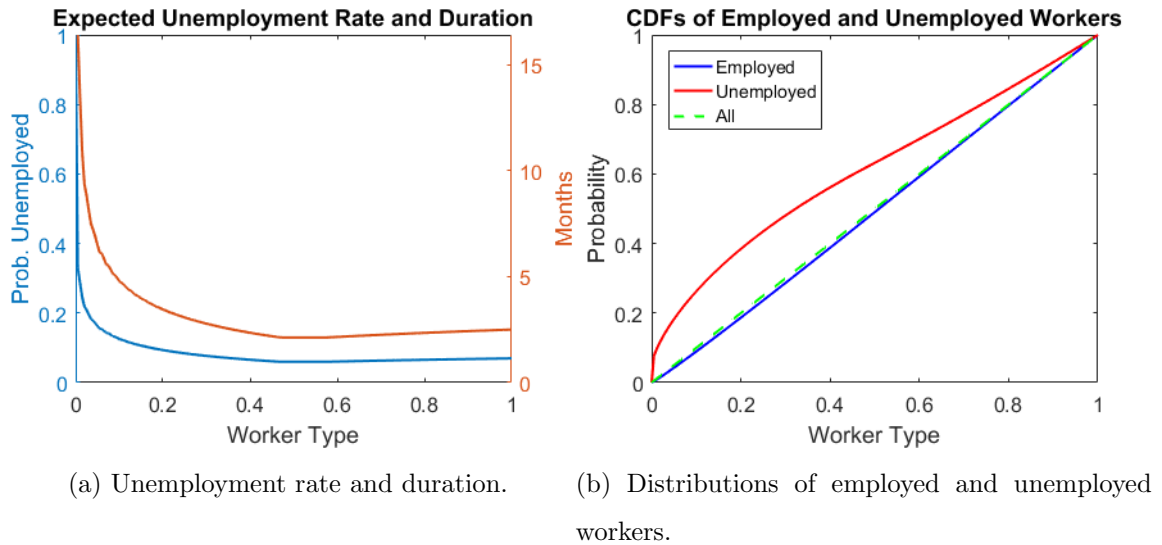 Expected Unemployment Rate and Duration
1
0.8
0.6
0.4
0.2
0
Prob. Unemployed
15
10
5
0
Months
0
0.2
0.4
0.6
0.8
1
Worker Type
(a) Unemployment rate and duration.
CDFs of Employed and Unemployed Workers
Employed
Unemployed
All
1
0.8
0.6
0.4
0.2
0
Probability
0
0.2
0.4
0.6
0.8
1
Worker Type
(b) Distributions of employed and unemployed
workers.